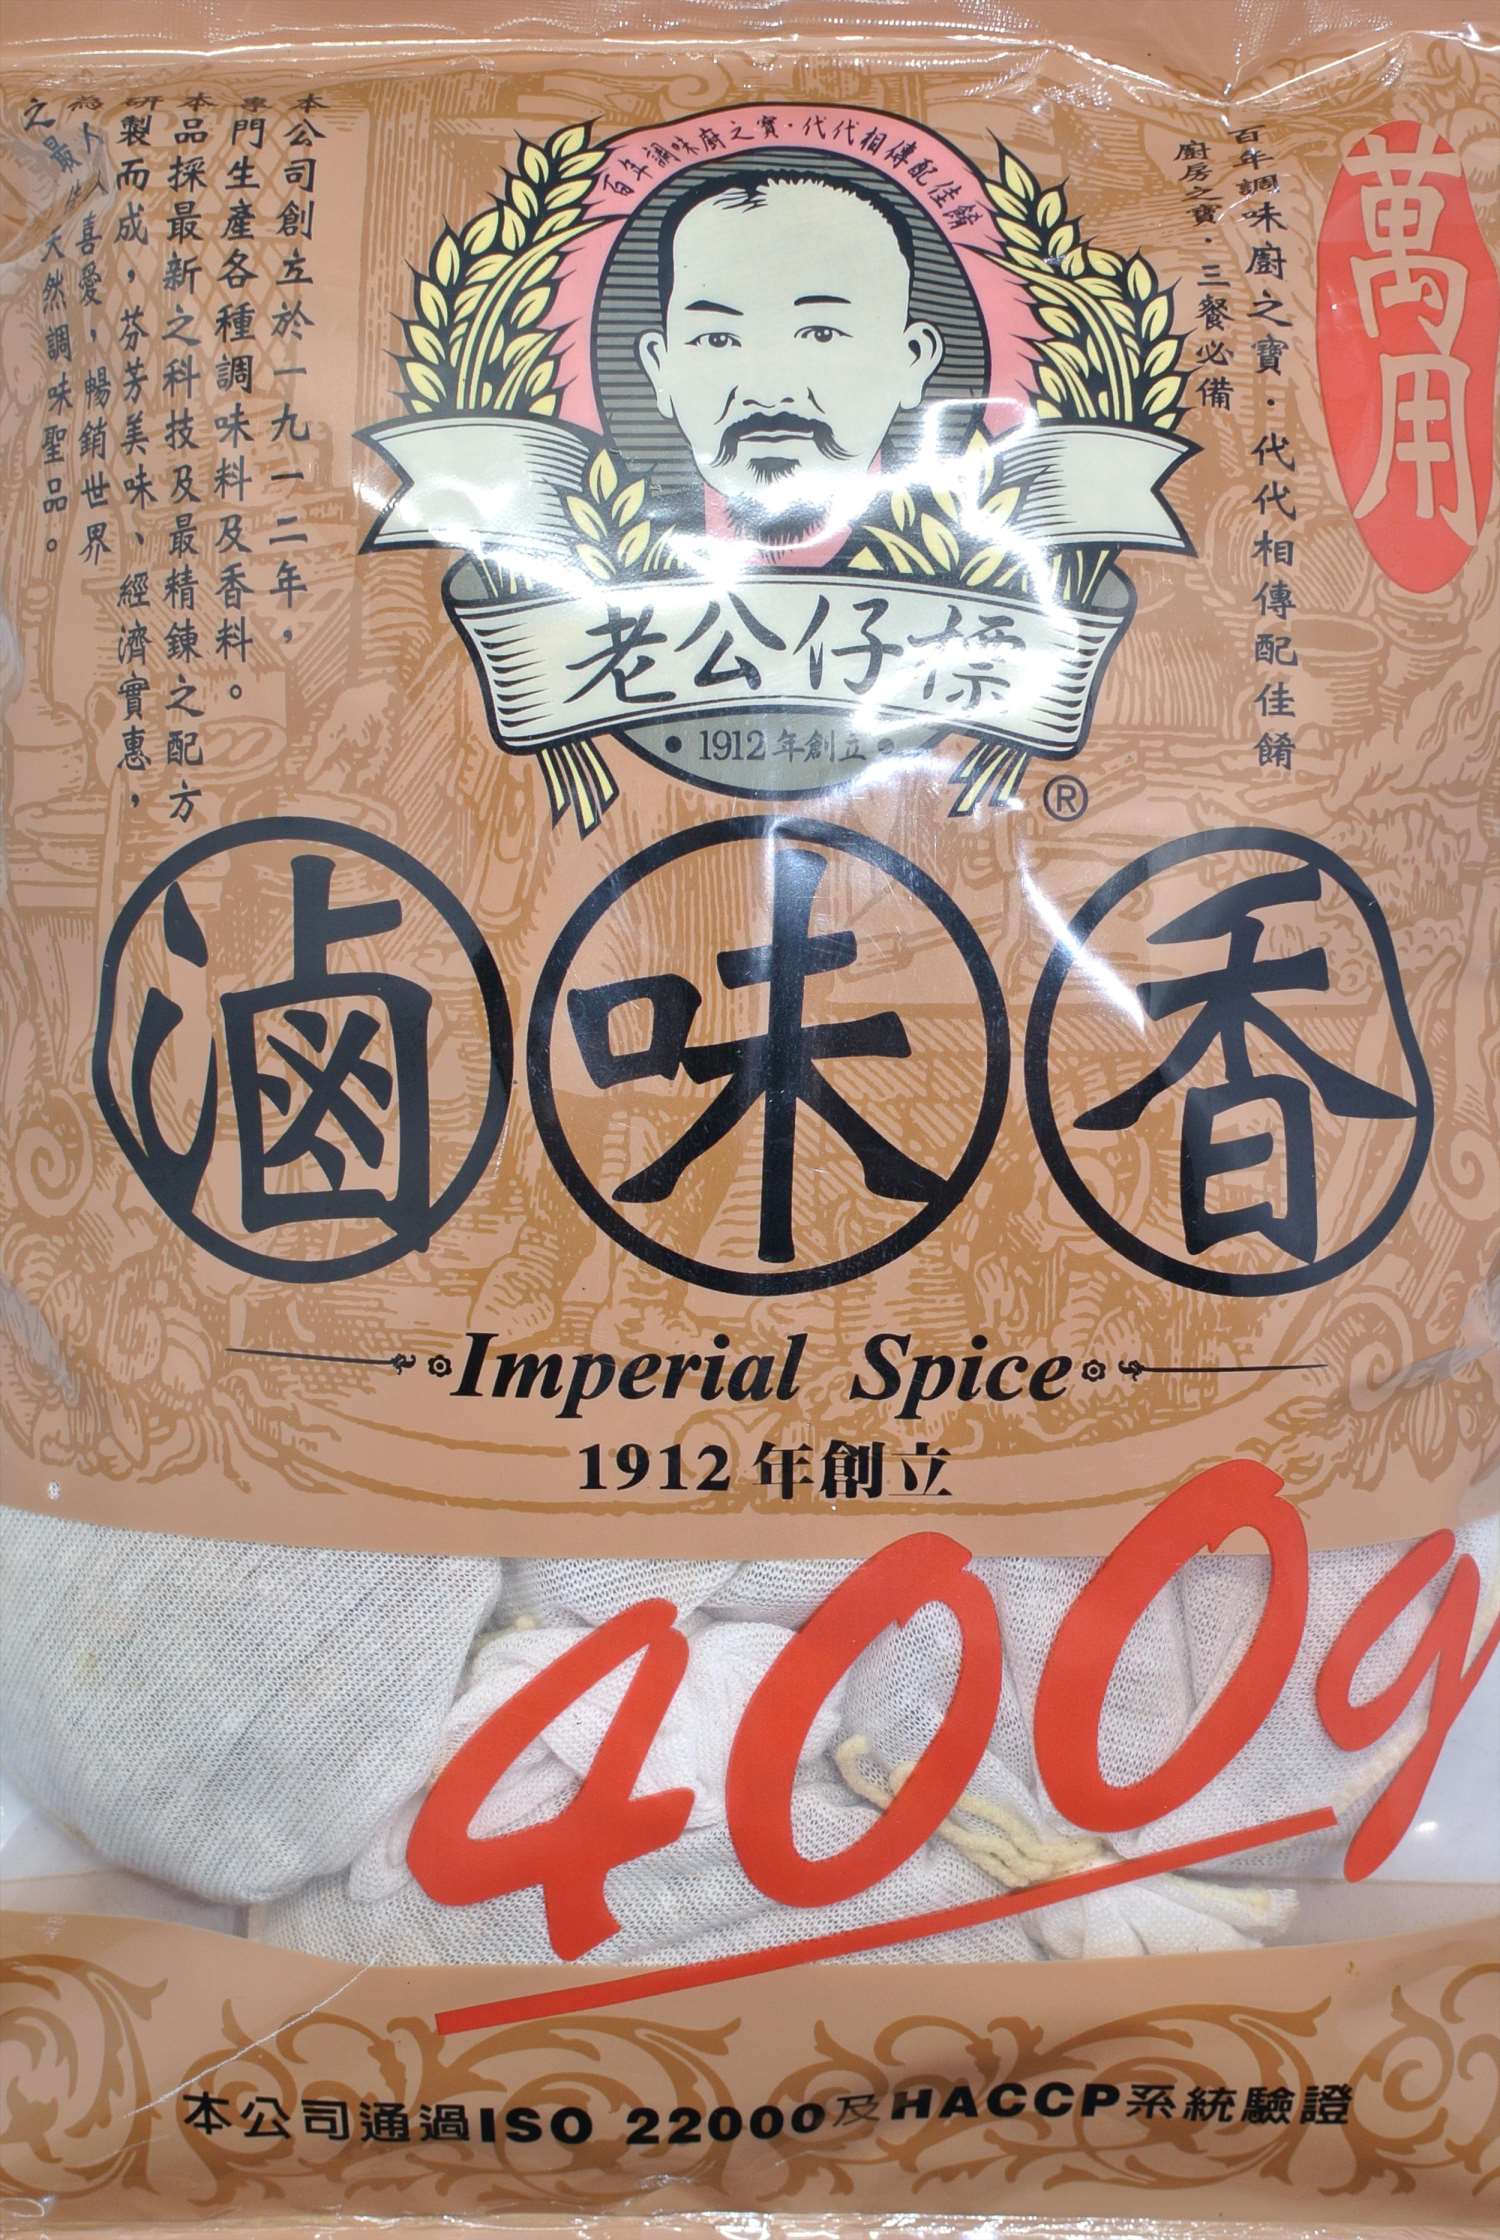 本公司創立於一九一二年，
專門生產各種調味料及香料。
本品採最新之科技及最精鍊之配方
研製而成，芬芳美味、經濟實惠，
為人人喜愛，暢銷世界
之最佳天然調味聖品。
百年調味廚之寶·代代相傳配佳餚
百年調味廚之寶·代代相傳配佳餚
廚房之寶·三餐必備
萬用
老公仔標
1912年創立
®
滷味香
Imperial Spice
1912年創立
400g
本公司通過ISO 22000及HACCP系統驗證